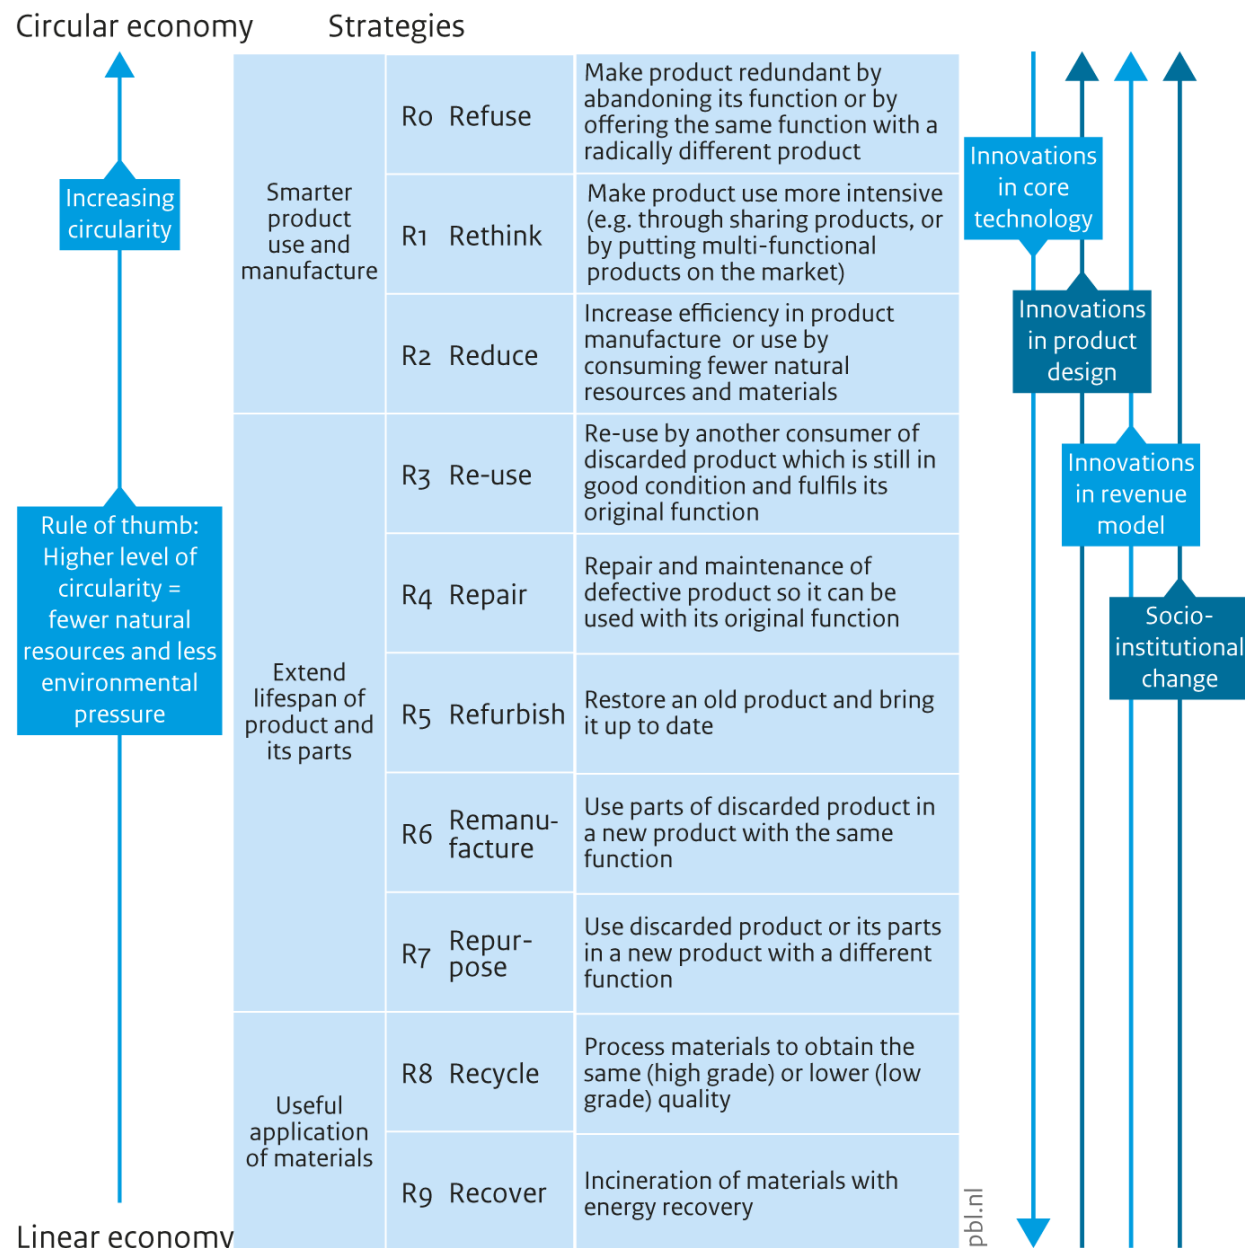 Circular economy
Strategies
Increasing
circularity
Rule of thumb:
Higher level of
circularity =
fewer natural
resources and less
environmental
pressure
Linear economy
Smarter
product
use and
manufacture
R0 Refuse
Make product redundant by
abandoning its function or by
offering the same function with a
radically different product
R1 Rethink
Make product use more intensive
(e.g. through sharing products, or
by putting multi-functional
products on the market)
R2 Reduce
Increase efficiency in product
manufacture or use by
consuming fewer natural
resources and materials
Extend
lifespan of
product and
its parts
R3 Re-use
Re-use by another consumer of
discarded product which is still in
good condition and fulfils its
original function
R4 Repair
Repair and maintenance of
defective product so it can be
used with its original function
R5 Refurbish
Restore an old product and bring
it up to date
R6 Remanu-
facture
Use parts of discarded product in
a new product with the same
function
R7 Repur-
pose
Use discarded product or its parts
in a new product with a different
function
Useful
application
of materials
R8 Recycle
Process materials to obtain the
same (high grade) or lower (low
grade) quality
R9 Recover
Incineration of materials with
energy recovery
Innovations
in core
technology
Innovations
in product
design
Innovations
in revenue
model
Socio-
institutional
change
pbl.nl